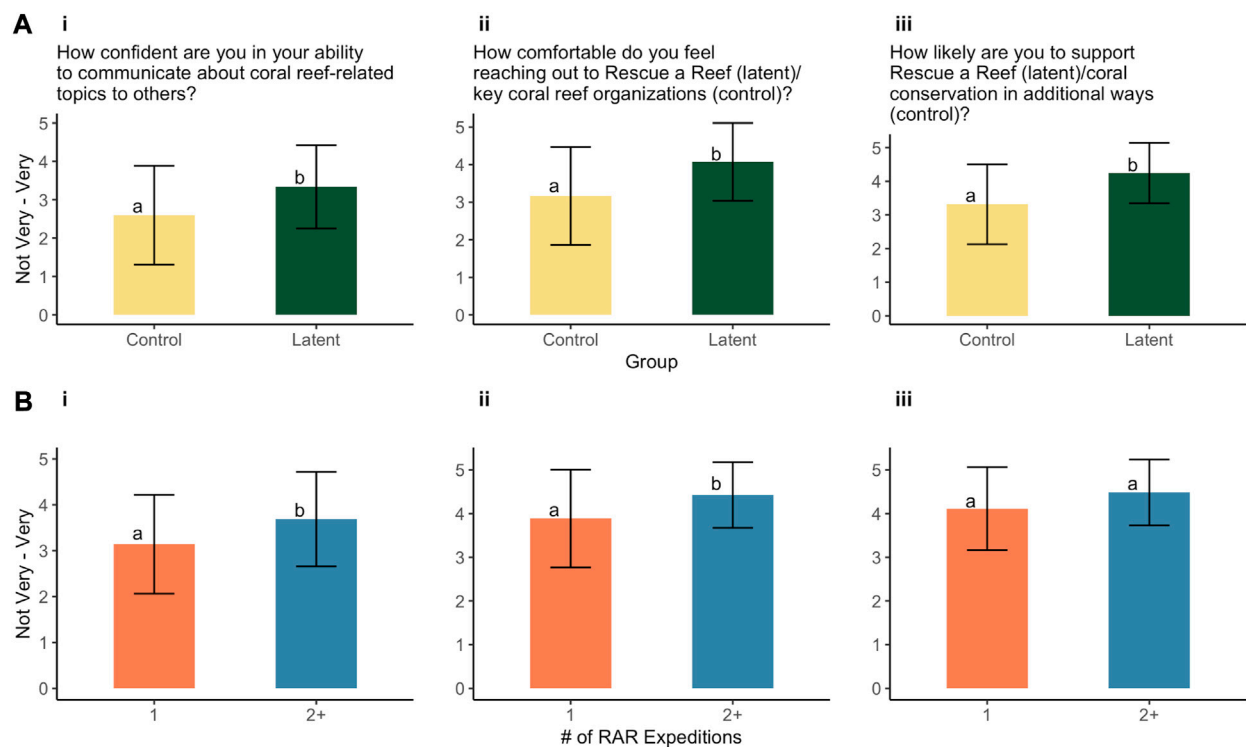 A
i
How confident are you in your ability
to communicate about coral reef-related
topics to others?
5
4
3
2
1
0
Not Very - Very
a
b
Control
Latent
ii
How comfortable do you feel
reaching out to Rescue a Reef (latent)/
key coral reef organizations (control)?
5
4
3
2
1
0
a
b
Control
Latent
Group
iii
How likely are you to support
Rescue a Reef (latent)/coral
conservation in additional ways
(control)?
5
4
3
2
1
0
a
b
Control
Latent
B
i
5
4
3
2
1
0
Not Very - Very
a
b
1
2+
ii
5
4
3
2
1
0
a
b
1
2+
# of RAR Expeditions
iii
5
4
3
2
1
0
a
a
1
2+